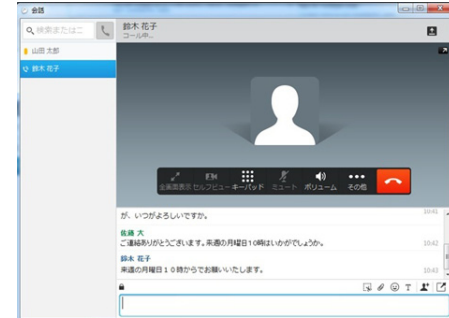 会話
検索またはこ
鈴木 花子
コール中...
山田 太郎
鈴木 花子
全画面表示 セルフビュー キーパッド ミュート ボリューム その他
が、いつがよろしいですか。 10:41
佐藤 大
ご連絡ありがとうございます。来週の月曜日10時はいかがでしょうか。 10:42
鈴木 花子
来週の月曜日10時からでお願いいたします。 10:43
T